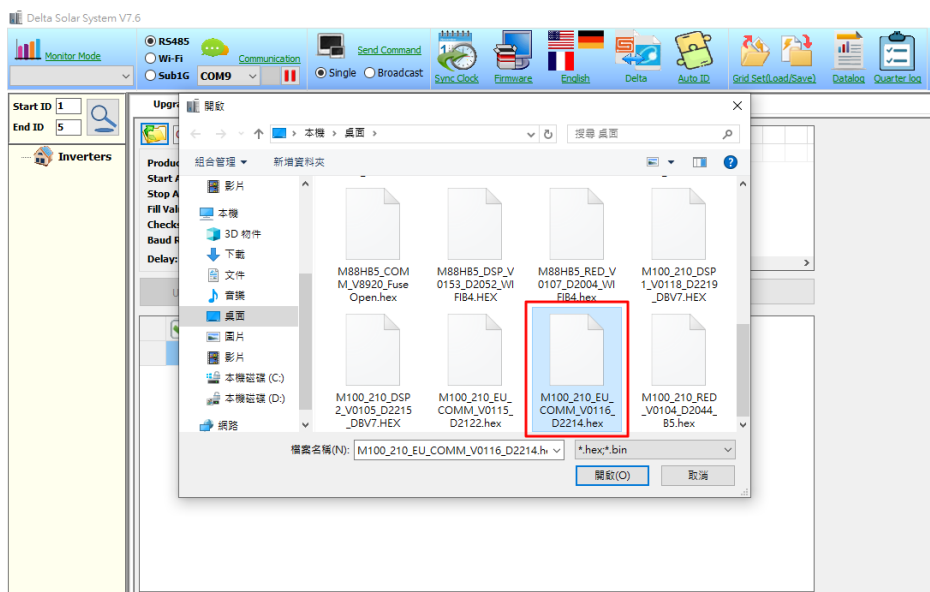 Delta Solar System V7.6
Monitor Mode
RS485
Wi-Fi
Sub1G
COM9
Communication
Send Command
Single
Broadcast
Sync Clock
Firmware
English
Delta
Auto ID
Grid Set(Load/Save)
Datalog
Quarter log
Start ID 1
End ID 5
Inverters
Upgra
Produc
Start A
Stop A
Fill Vali
Checks
Baud R
Delay:
U
開啟
本機 › 桌面 ›
搜尋 桌面
組合管理
新增資料夾
影片
本機
3D 物件
下載
文件
音樂
桌面
圖片
影片
本機磁碟 (C:)
本機磁碟 (D:)
網路
M88HB5_COM
M_V8920_Fuse
Open.hex
M88HB5_DSP_V
0153_D2052_WI
FIB4.HEX
M88HB5_RED_V
0107_D2004_WI
FIB4.hex
M100_210_DSP
1_V0118_D2219
_DBV7.HEX
M100_210_DSP
2_V0105_D2215
_DBV7.HEX
M100_210_EU_
COMM_V0115_
D2122.hex
M100_210_EU_
COMM_V0116_
D2214.hex
M100_210_RED
_V0104_D2044_
B5.hex
檔案名稱(N):
M100_210_EU_COMM_V0116_D2214.h
*.hex;*.bin
開啟(O)
取消